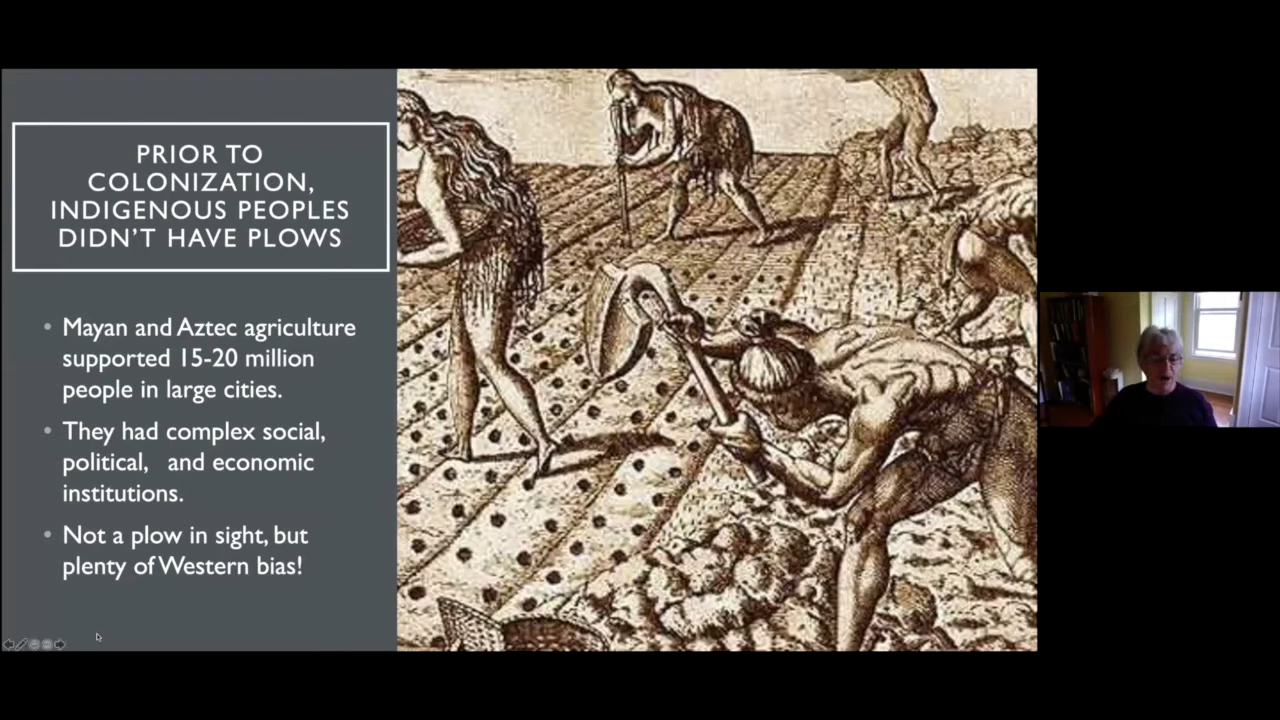 PRIOR TO
COLONIZATION,
INDIGENOUS PEOPLES
DIDN'T HAVE PLOWS
• Mayan and Aztec agriculture
supported 15-20 million
people in large cities.
• They had complex social,
political, and economic
institutions.
• Not a plow in sight, but
plenty of Western bias!